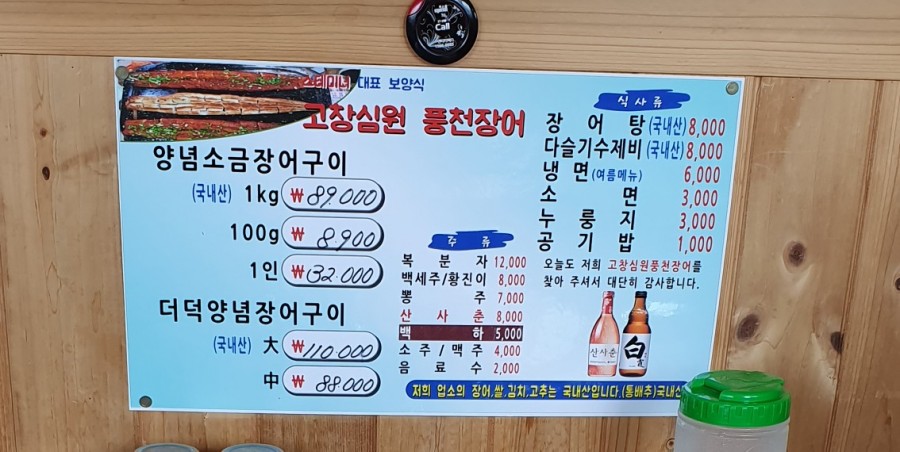 Call
스테미너 대표 보양식
고창심원 풍천장어
양념소금장어구이
(국내산) 1kg ₩ 89.000
100g ₩ 8.900
1인 ₩ 32.000
더덕양념장어구이
(국내산) 大 ₩ 110.000
中 ₩ 88.000
주류
복분자 12,000
백세주/황진이 8,000
뽕주 7,000
산사춘 8,000
백하 5,000
소주/맥주 4,000
음료수 2,000
식사류
장어탕 (국내산) 8,000
다슬기수제비 (국내산) 8,000
냉면 (여름메뉴) 6,000
소면 3,000
누룽지 3,000
공기밥 1,000
오늘도 저희 고창심원풍천장어를
찾아 주셔서 대단히 감사합니다.
산사춘
白
저희 업소의 장어,쌀,김치,고추는 국내산입니다.(통배추)국내산